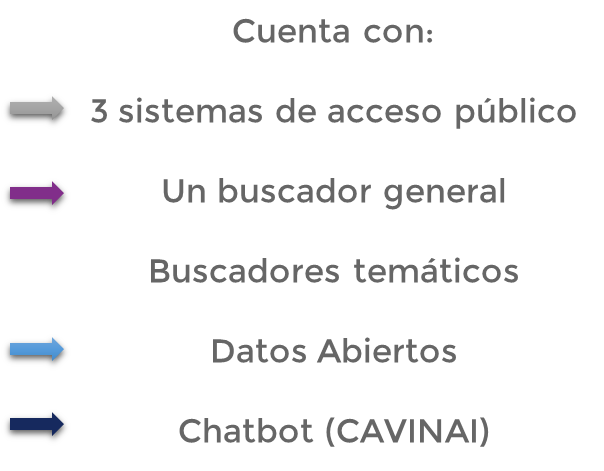 Cuenta con:
3 sistemas de acceso público
Un buscador general
Buscadores temáticos
Datos Abiertos
Chatbot (CAVINAI)